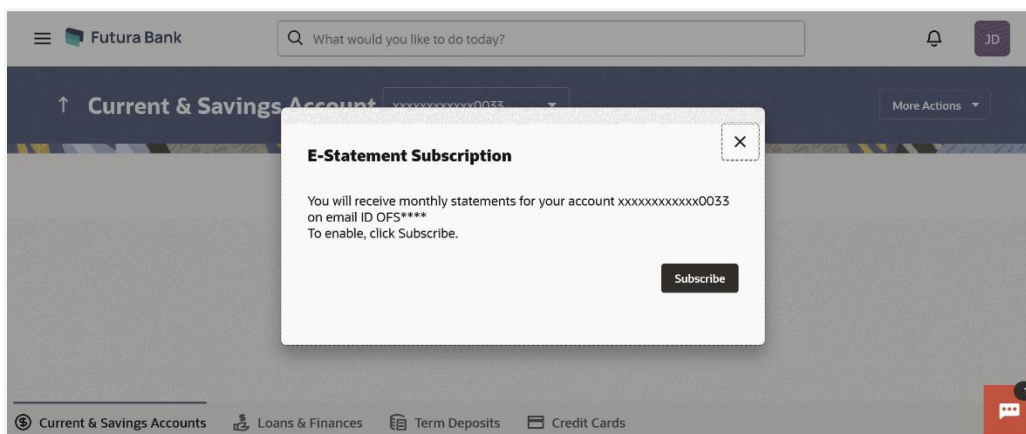 Futura Bank
What would you like to do today?
JD
Current & Savings Account xxxxxxxxxxxx0033
More Actions
E-Statement Subscription
You will receive monthly statements for your account xxxxxxxxxxxx0033
on email ID OFS****
To enable, click Subscribe.
Subscribe
Current & Savings Accounts
Loans & Finances
Term Deposits
Credit Cards